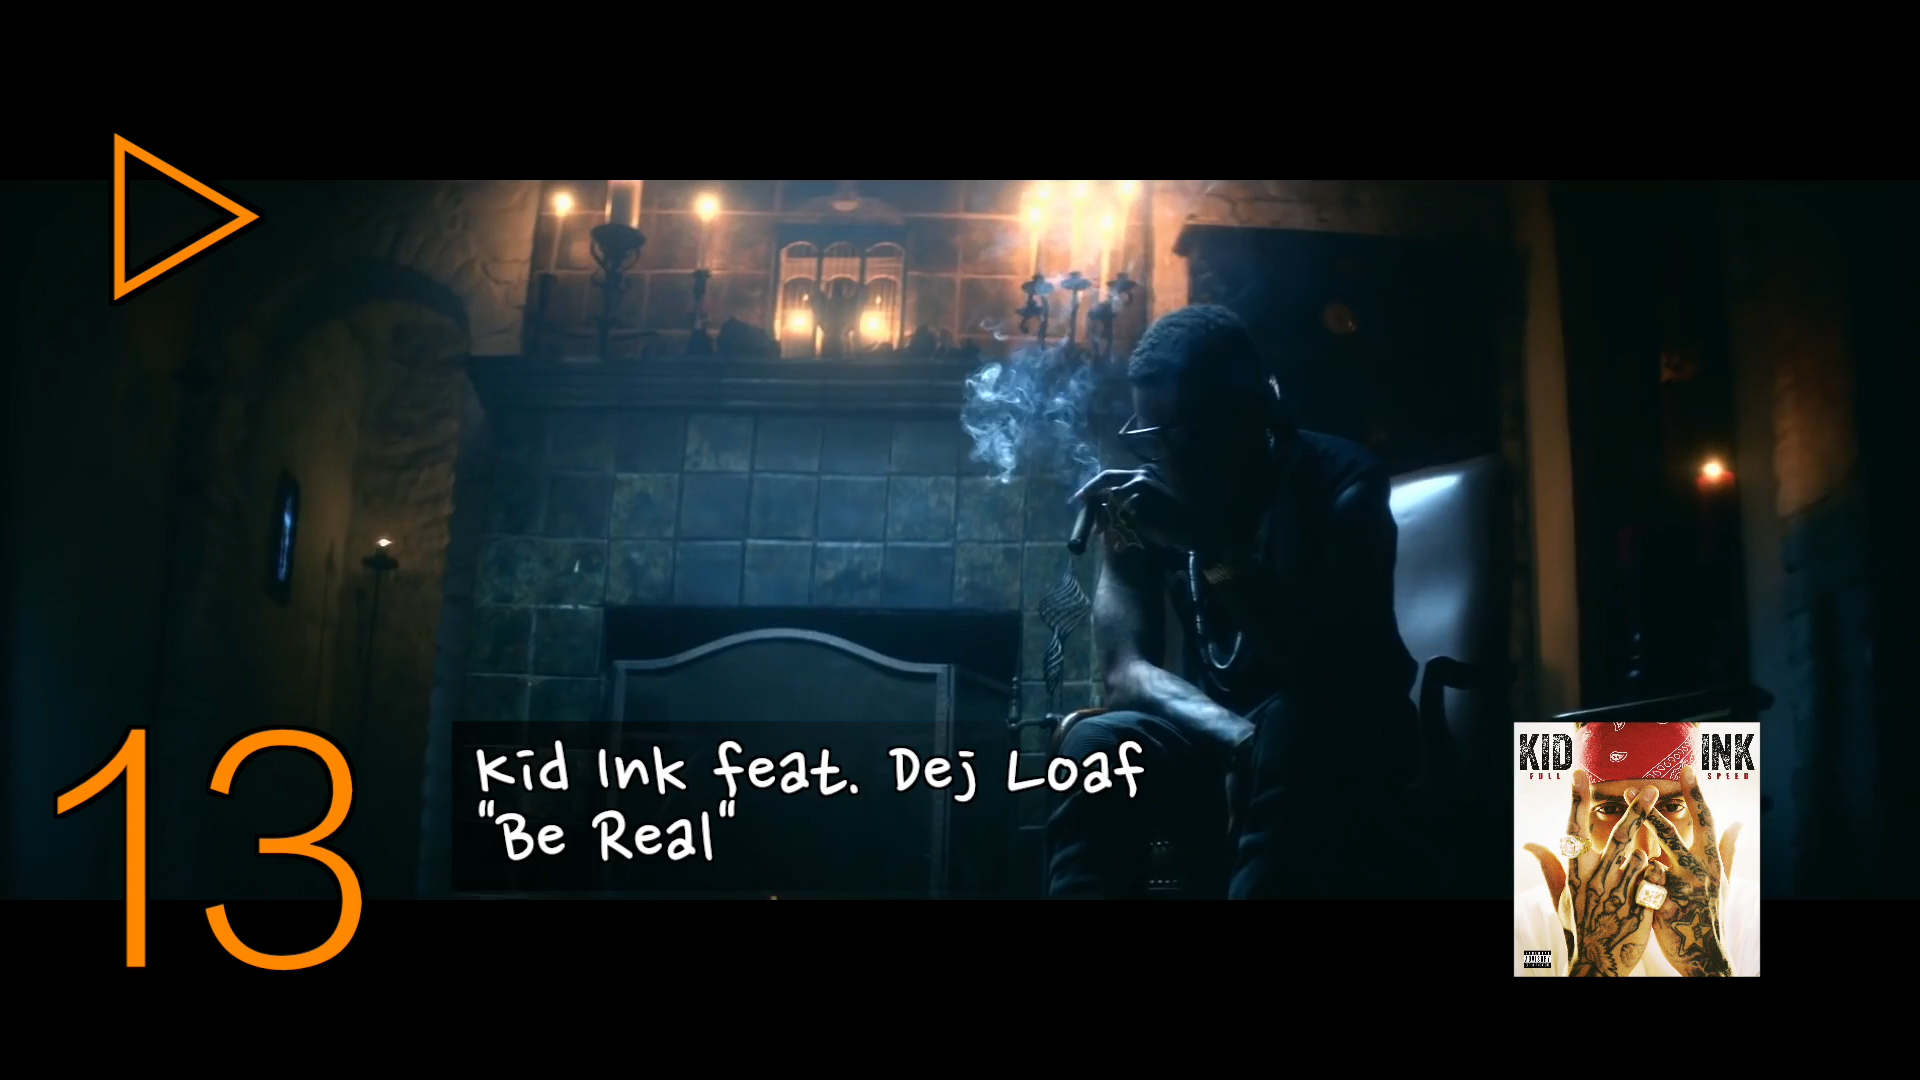 13
Kid Ink feat. Dej Loaf
"Be Real"
KID INK
FULL SPEED